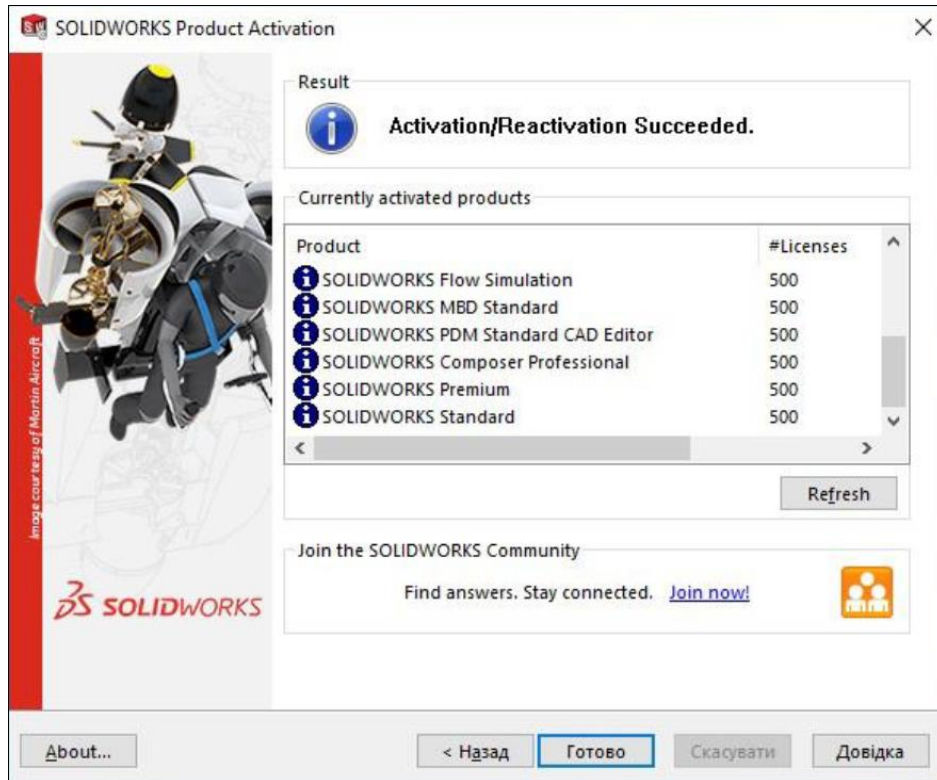 SOLIDWORKS Product Activation
Result
Activation/Reactivation Succeeded.
Currently activated products
Product #Licenses
SOLIDWORKS Flow Simulation 500
SOLIDWORKS MBD Standard 500
SOLIDWORKS PDM Standard CAD Editor 500
SOLIDWORKS Composer Professional 500
SOLIDWORKS Premium 500
SOLIDWORKS Standard 500
Refresh
Join the SOLIDWORKS Community
Find answers. Stay connected. Join now!
Image courtesy of Martin Aircraft
SOLIDWORKS
About... < Назад Готово Скасувати Довідка